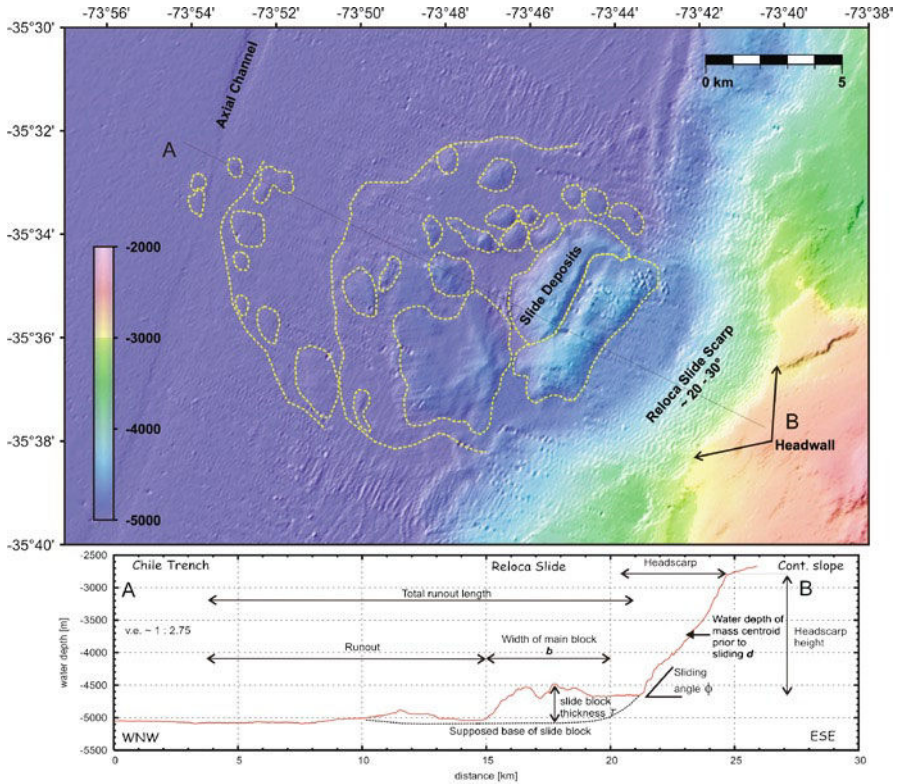 -73°56' -73°54' -73°52' -73°50' -73°48' -73°46' -73°44' -73°42' -73°40' -73°38'
-35°30'
-35°32'
-35°34'
-35°36'
-35°38'
-35°40'
Axial Channel
0 km 5
A
-2000
-3000
-4000
-5000
Slide Deposits
Reloca Slide Scarp
~ 20 - 30°
B
Headwall
-2500
-3000
-3500
-4000
-4500
-5000
-5500
water depth [m]
Chile Trench Reloca Slide Cont. slope
A
B
Headscarp
Total runout length
v.e. ~ 1 : 2.75
Runout
Width of main block
b
Water depth of
mass centroid
prior to
sliding d
Headscarp
height
Sliding
angle ϕ
slide block
thickness T
Supposed base of slide block
WNW ESE
0 5 10 15 20 25 30
distance [km]